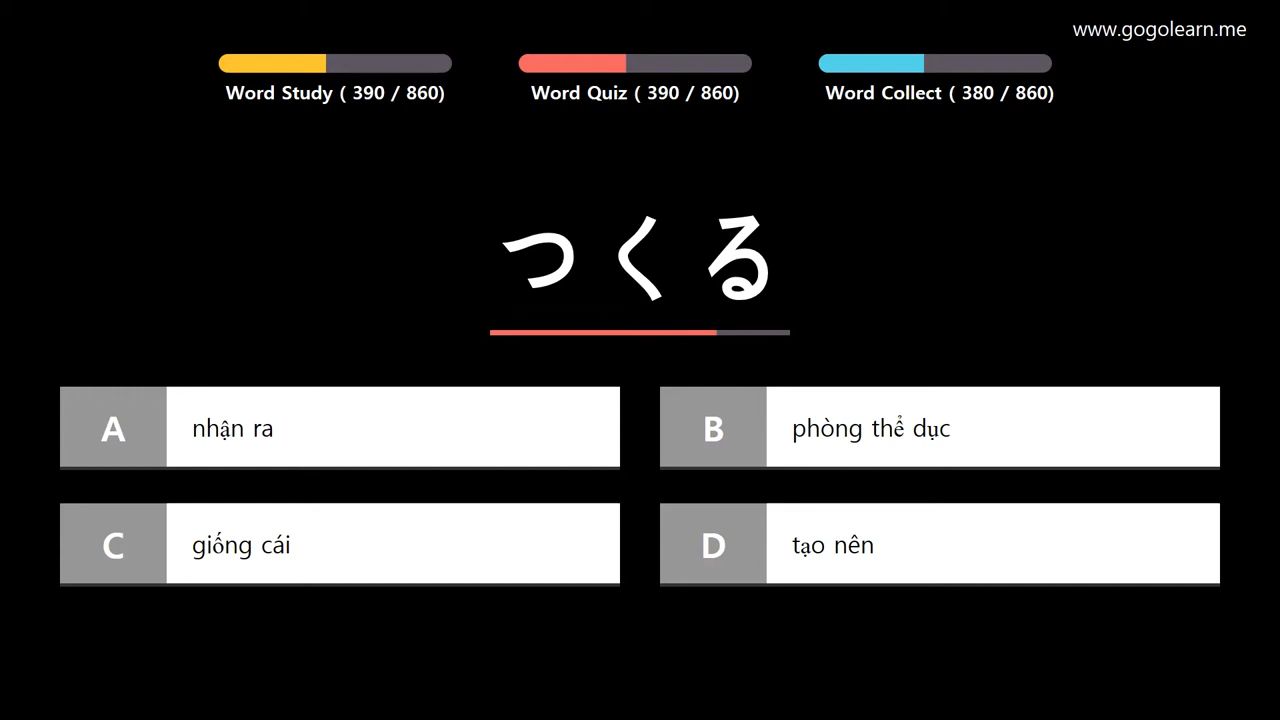 www.gogolearn.me
Word Study ( 390 / 860)
Word Quiz ( 390 / 860)
Word Collect ( 380 / 860)
つくる
A nhận ra
B phòng thể dục
C giống cái
D tạo nên